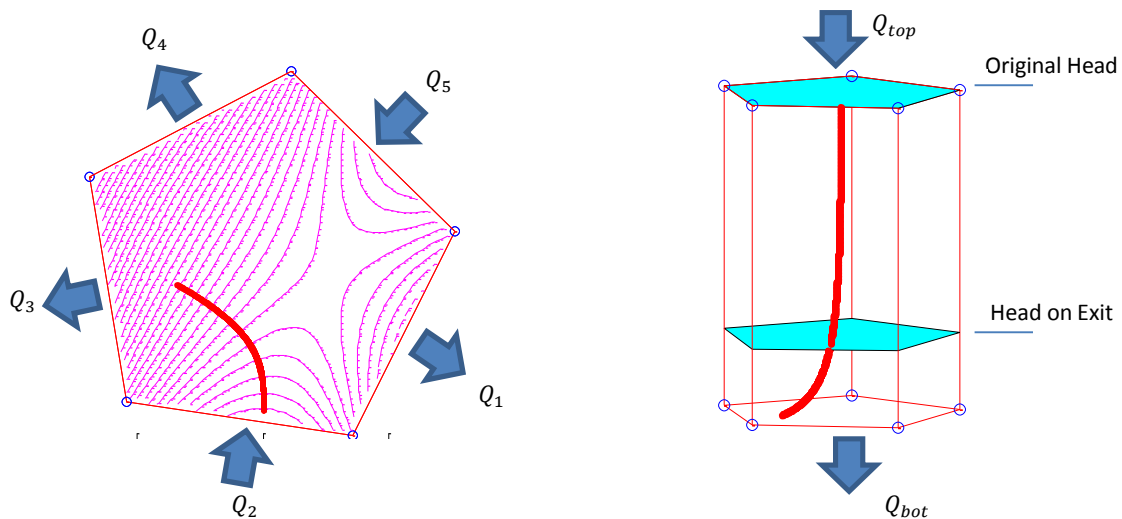 Q4
Q5
Q3
Q1
Q2
r r r
Qtop
Original Head
Head on Exit
Qbot